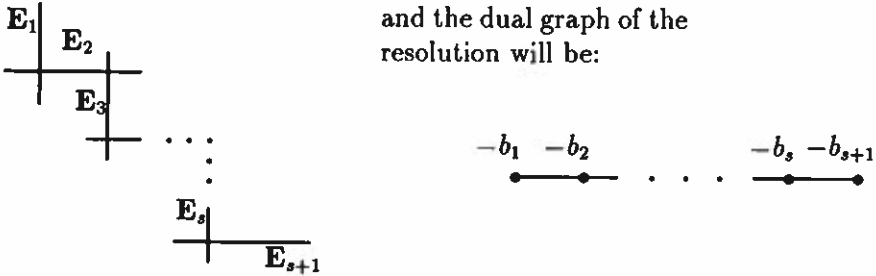 E₁
E₂
E₃
Eₛ
Eₛ₊₁
and the dual graph of the
resolution will be:
−b₁ −b₂ −bₛ −bₛ₊₁